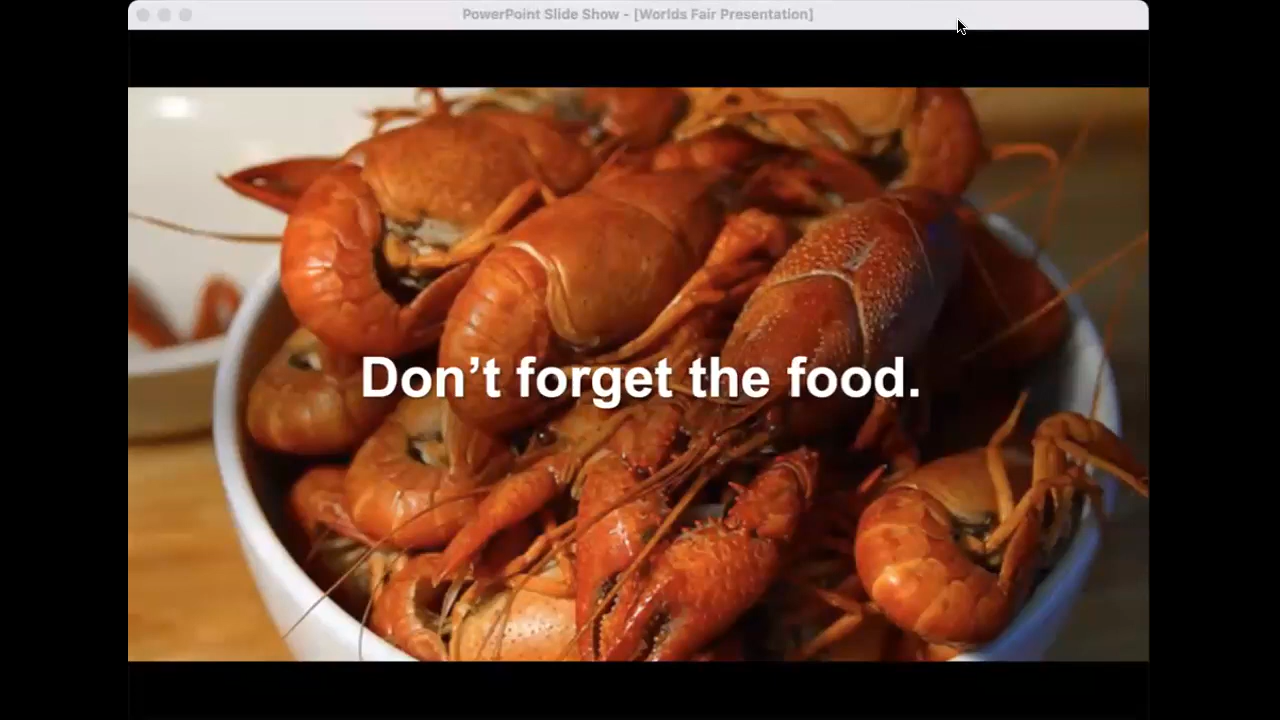 PowerPoint Slide Show - [Worlds Fair Presentation]
Don’t forget the food.